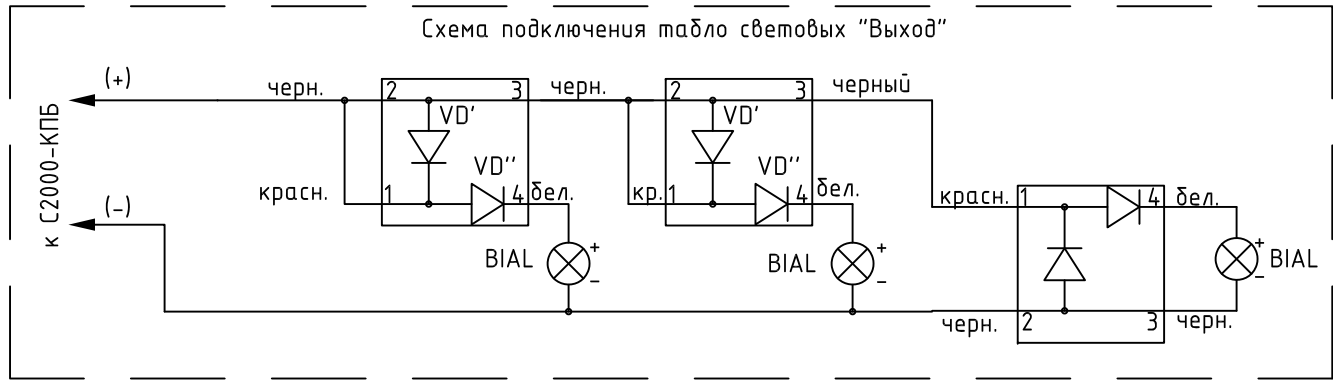 Схема подключения табло световых "Выход"
(+)
черн.
2
3
черн.
2
3
черный
VD'
VD'
к С2000-КПБ
VD''
VD''
красн.
1
4
бел.
кр.
1
4
бел.
красн.
1
4
бел.
(-)
BIAL
+
-
BIAL
+
-
+
-
BIAL
черн.
2
3
черн.